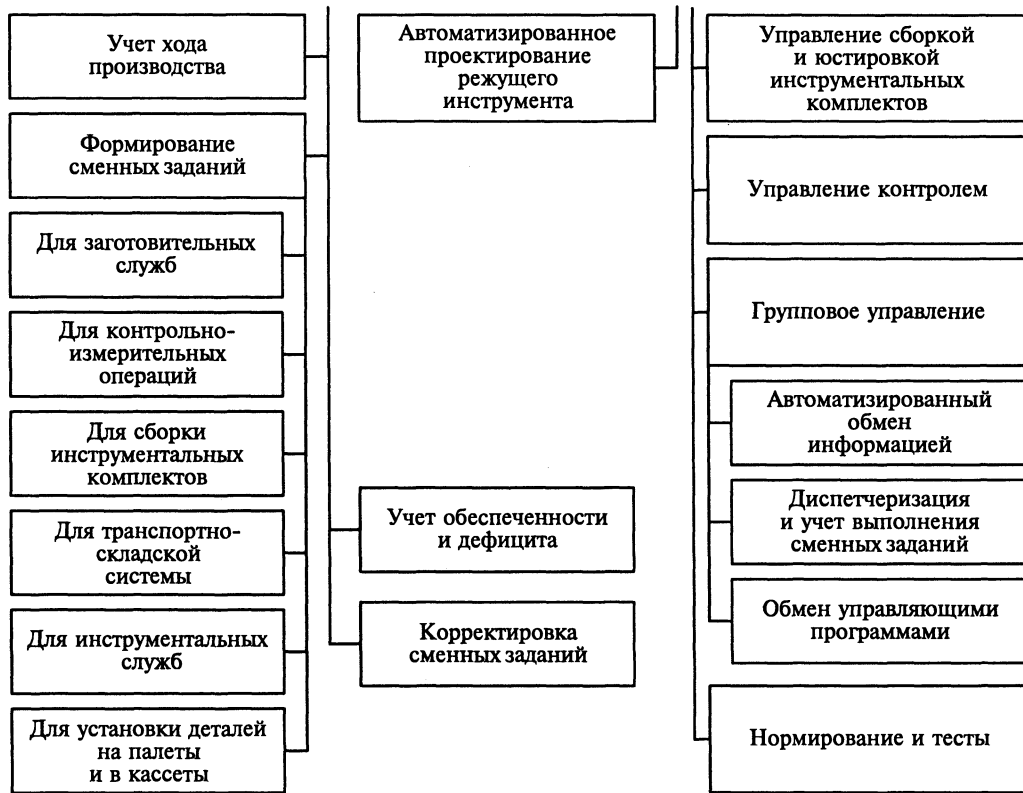 Учет хода
производства
Формирование
сменных заданий
Для заготовительных
служб
Для контрольно-
измерительных
операций
Для сборки
инструментальных
комплектов
Для транспортно-
складской
системы
Для инструментальных
служб
Для установки деталей
на палеты
и в кассеты
Автоматизированное
проектирование
режущего
инструмента
Учет обеспеченности
и дефицита
Корректировка
сменных заданий
Управление сборкой
и юстировкой
инструментальных
комплектов
Управление контролем
Групповое управление
Автоматизированный
обмен
информацией
Диспетчеризация
и учет выполнения
сменных заданий
Обмен управляющими
программами
Нормирование и тесты